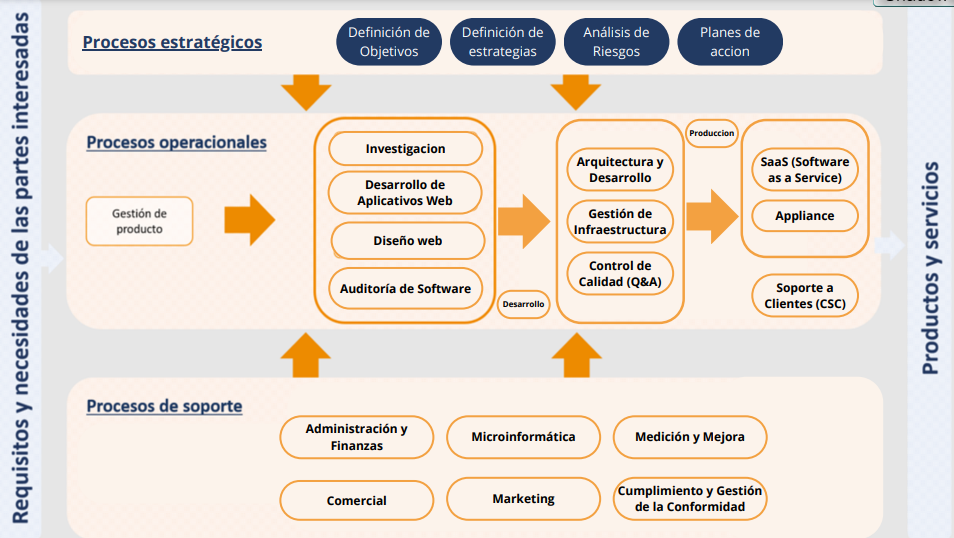 Requisitos y necesidades de las partes interesadas
Procesos estratégicos
Definición de
Objetivos
Definición de
estrategias
Análisis de
Riesgos
Planes de
accion
Procesos operacionales
Gestión de
producto
Investigacion
Desarrollo de
Aplicativos Web
Diseño web
Auditoría de Software
Desarrollo
Arquitectura y
Desarrollo
Gestión de
Infraestructura
Control de
Calidad (Q&A)
Produccion
SaaS (Software
as a Service)
Appliance
Soporte a
Clientes (CSC)
Procesos de soporte
Administración y
Finanzas
Microinformática
Medición y Mejora
Comercial
Marketing
Cumplimiento y Gestión
de la Conformidad
Productos y servicios